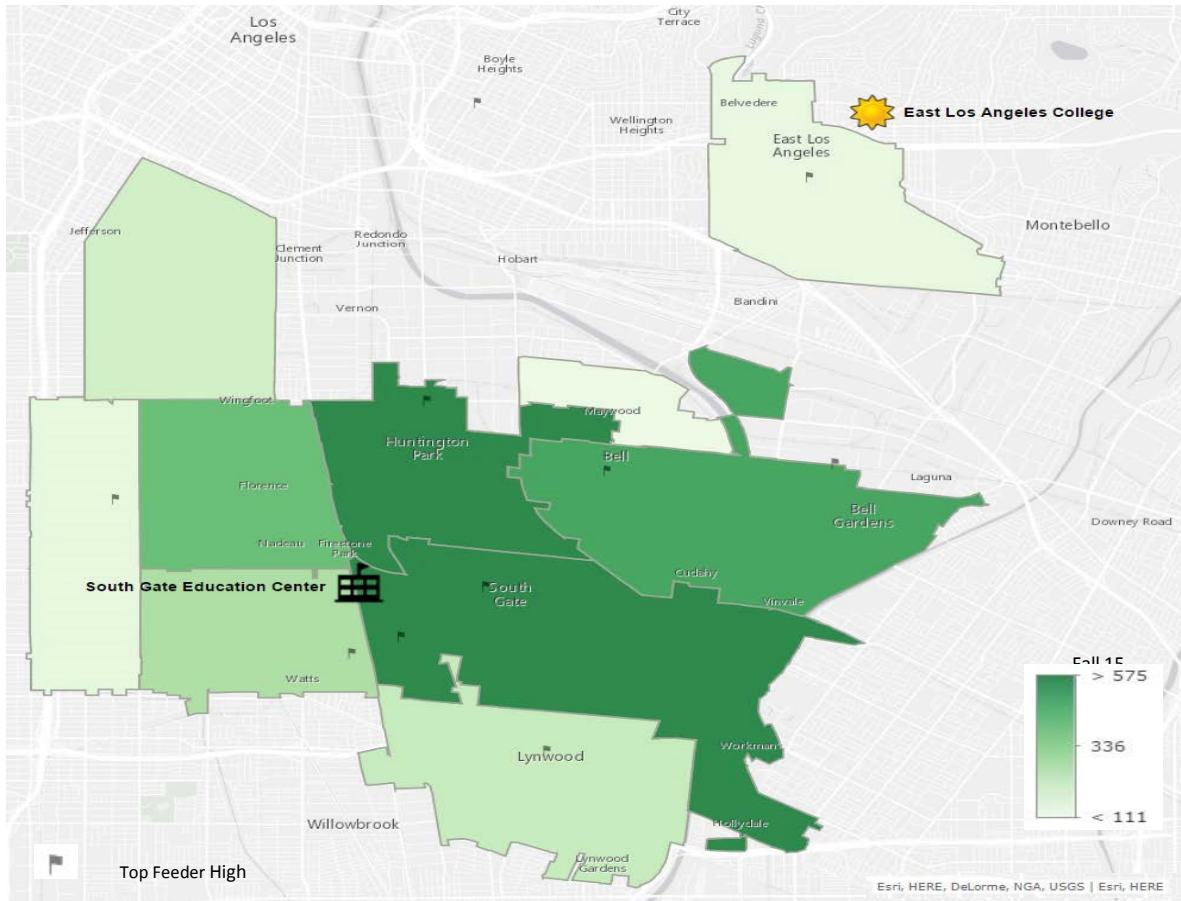 City
Terrace
Los
Angeles
Boyle
Heights
Belvedere
East Los Angeles College
Wellington
Heights
East Los
Angeles
Montebello
Jefferson
Redondo
Junction
Clement
Junction
Hobart
Bandini
Vernon
Wingfoot
Maywood
Huntington
Park
Bell
Laguna
Florence
Bell
Gardens
Downey Road
Nadeau
Firestone
Park
Cudahy
South Gate Education Center
South
Gate
Vinvale
Fall 15
> 575
Watts
336
Workman
Lynwood
< 111
Willowbrook
Hollydale
Lynwood
Gardens
Top Feeder High
Esri, HERE, DeLorme, NGA, USGS | Esri, HERE